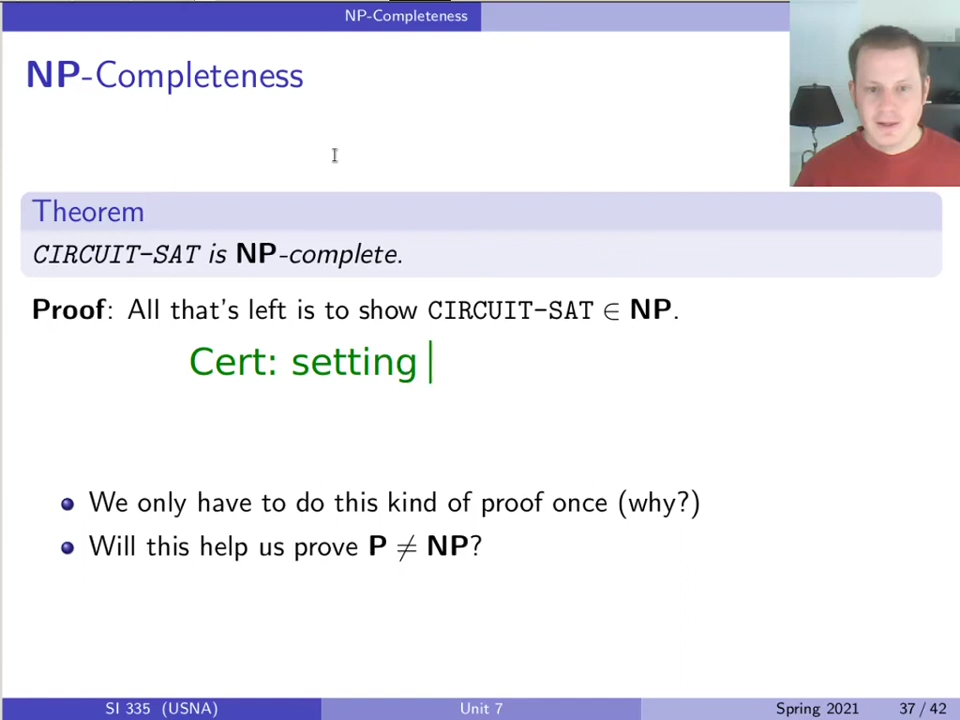 NP-Completeness
NP-Completeness
Theorem
CIRCUIT-SAT is NP-complete.
Proof: All that's left is to show CIRCUIT-SAT ∈ NP.
Cert: setting
We only have to do this kind of proof once (why?)
Will this help us prove P ≠ NP?
SI 335 (USNA) Unit 7 Spring 2021 37 / 42